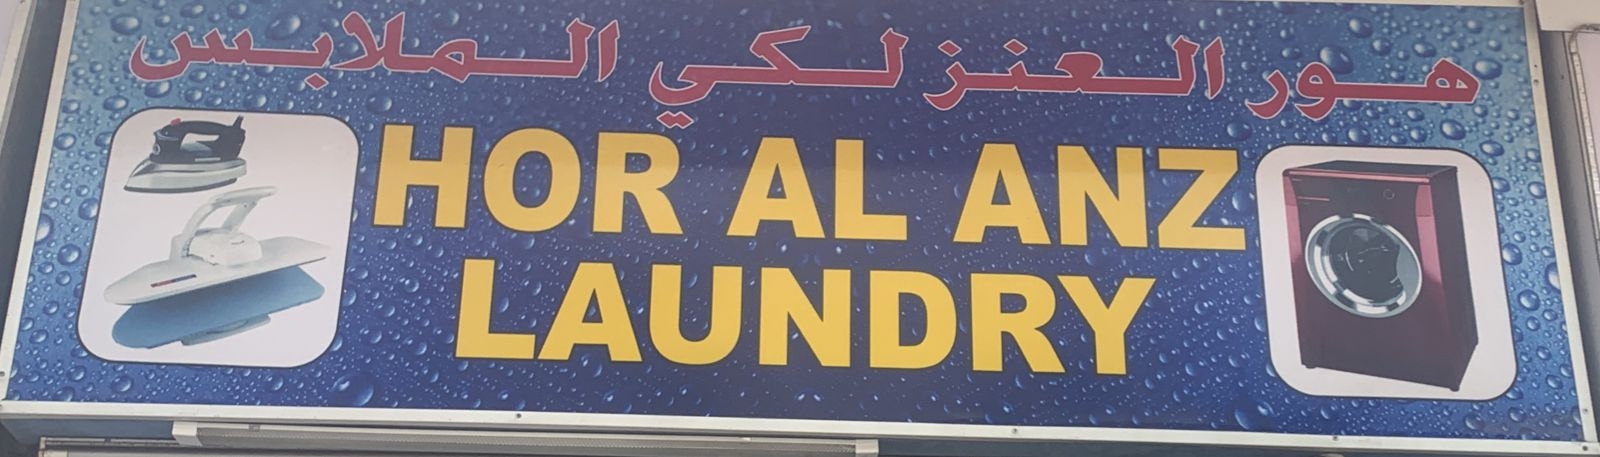 هور العنز لكي الملابس
HOR AL ANZ
LAUNDRY